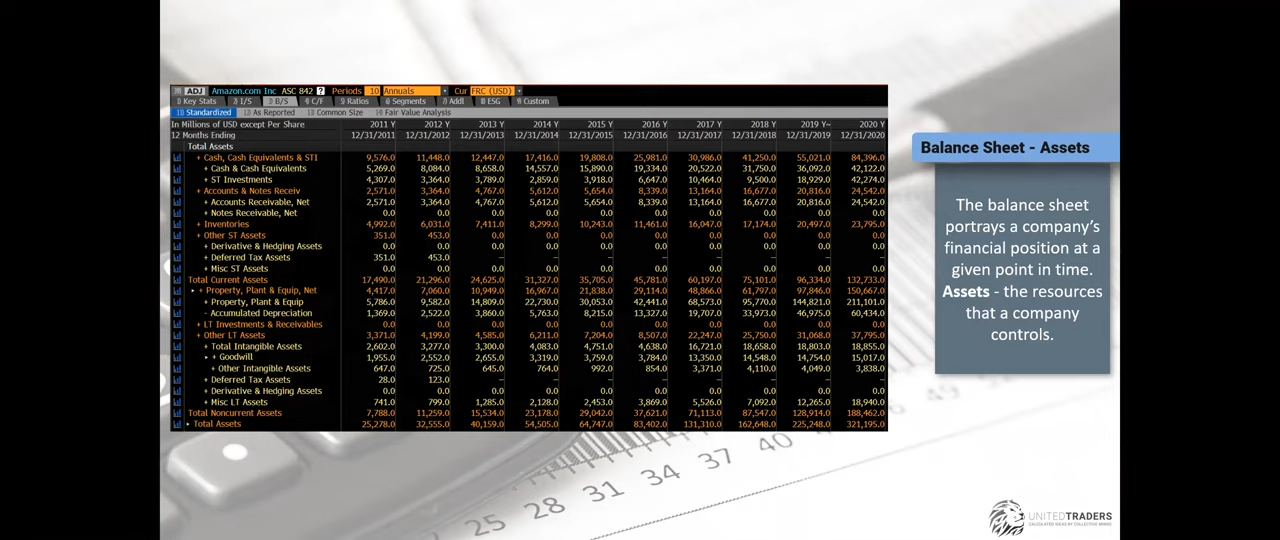 ADJ Amazon.com Inc ASC 842 ? Periods 10 Annuals Cur FRC (USD)
1) Key Stats 2) I/S 3) B/S 4) C/F 5) Ratios 6) Segments 7) Addl 8) ESG 9) Custom
11) Standardized 12) As Reported 13) Common Size 14) Fair Value Analysis
In Millions of USD except Per Share 2011 Y 2012 Y 2013 Y 2014 Y 2015 Y 2016 Y 2017 Y 2018 Y 2019 Y 2020 Y
12 Months Ending 12/31/2011 12/31/2012 12/31/2013 12/31/2014 12/31/2015 12/31/2016 12/31/2017 12/31/2018 12/31/2019 12/31/2020
Total Assets
+ Cash, Cash Equivalents & STI 9,576.0 11,448.0 12,447.0 17,416.0 19,808.0 25,981.0 30,986.0 41,250.0 55,021.0 84,396.0
+ Cash & Cash Equivalents 5,269.0 8,084.0 8,658.0 14,557.0 15,890.0 19,334.0 20,522.0 31,750.0 36,092.0 42,122.0
+ ST Investments 4,307.0 3,364.0 3,789.0 2,859.0 3,918.0 6,647.0 10,464.0 9,500.0 18,929.0 42,274.0
+ Accounts & Notes Receiv 2,571.0 3,364.0 4,767.0 5,612.0 5,654.0 8,339.0 13,164.0 16,677.0 20,816.0 24,542.0
+ Accounts Receivable, Net 2,571.0 3,364.0 4,767.0 5,612.0 5,654.0 8,339.0 13,164.0 16,677.0 20,816.0 24,542.0
+ Notes Receivable, Net 0.0 0.0 0.0 0.0 0.0 0.0 0.0 0.0 0.0 0.0
+ Inventories 4,992.0 6,031.0 7,411.0 8,299.0 10,243.0 11,461.0 16,047.0 17,174.0 20,497.0 23,795.0
+ Other ST Assets 351.0 453.0 0.0 0.0 0.0 0.0 0.0 0.0 0.0 0.0
+ Derivative & Hedging Assets 0.0 0.0 0.0 0.0 0.0 0.0 0.0 0.0 0.0 0.0
+ Deferred Tax Assets 351.0 453.0 – – – – – – – –
+ Misc ST Assets 0.0 0.0 0.0 0.0 0.0 0.0 0.0 0.0 0.0 0.0
Total Current Assets 17,490.0 21,296.0 24,625.0 31,327.0 35,705.0 45,781.0 60,197.0 75,101.0 96,334.0 132,733.0
+ Property, Plant & Equip, Net 4,417.0 7,060.0 10,949.0 16,967.0 21,838.0 29,114.0 48,866.0 61,797.0 97,846.0 150,667.0
+ Property, Plant & Equip 5,786.0 9,582.0 14,809.0 22,730.0 30,053.0 42,441.0 68,573.0 95,770.0 144,821.0 211,101.0
- Accumulated Depreciation 1,369.0 2,522.0 3,860.0 5,763.0 8,215.0 13,327.0 19,707.0 33,973.0 46,975.0 60,434.0
+ LT Investments & Receivables 0.0 0.0 0.0 0.0 0.0 0.0 0.0 0.0 0.0 0.0
+ Other LT Assets 3,371.0 4,199.0 4,585.0 6,211.0 7,204.0 8,507.0 22,247.0 25,750.0 31,068.0 37,795.0
+ Total Intangible Assets 2,602.0 3,277.0 3,300.0 4,083.0 4,751.0 4,638.0 16,721.0 18,658.0 18,803.0 18,855.0
+ Goodwill 1,955.0 2,552.0 2,655.0 3,319.0 3,759.0 3,784.0 13,350.0 14,548.0 14,754.0 15,017.0
+ Other Intangible Assets 647.0 725.0 645.0 764.0 992.0 854.0 3,371.0 4,110.0 4,049.0 3,838.0
+ Deferred Tax Assets 28.0 123.0 – – – – – – – –
+ Derivative & Hedging Assets 0.0 0.0 0.0 0.0 0.0 0.0 0.0 0.0 0.0 0.0
+ Misc LT Assets 741.0 799.0 1,285.0 2,128.0 2,453.0 3,869.0 5,526.0 7,092.0 12,265.0 18,940.0
Total Noncurrent Assets 7,788.0 11,259.0 15,534.0 23,178.0 29,042.0 37,621.0 71,113.0 87,547.0 128,914.0 188,462.0
Total Assets 25,278.0 32,555.0 40,159.0 54,505.0 64,747.0 83,402.0 131,310.0 162,648.0 225,248.0 321,195.0
Balance Sheet - Assets
The balance sheet
portrays a company's
financial position at a
given point in time.
Assets - the resources
that a company
controls.
25 28 31 34 37 40
UNITEDTRADERS